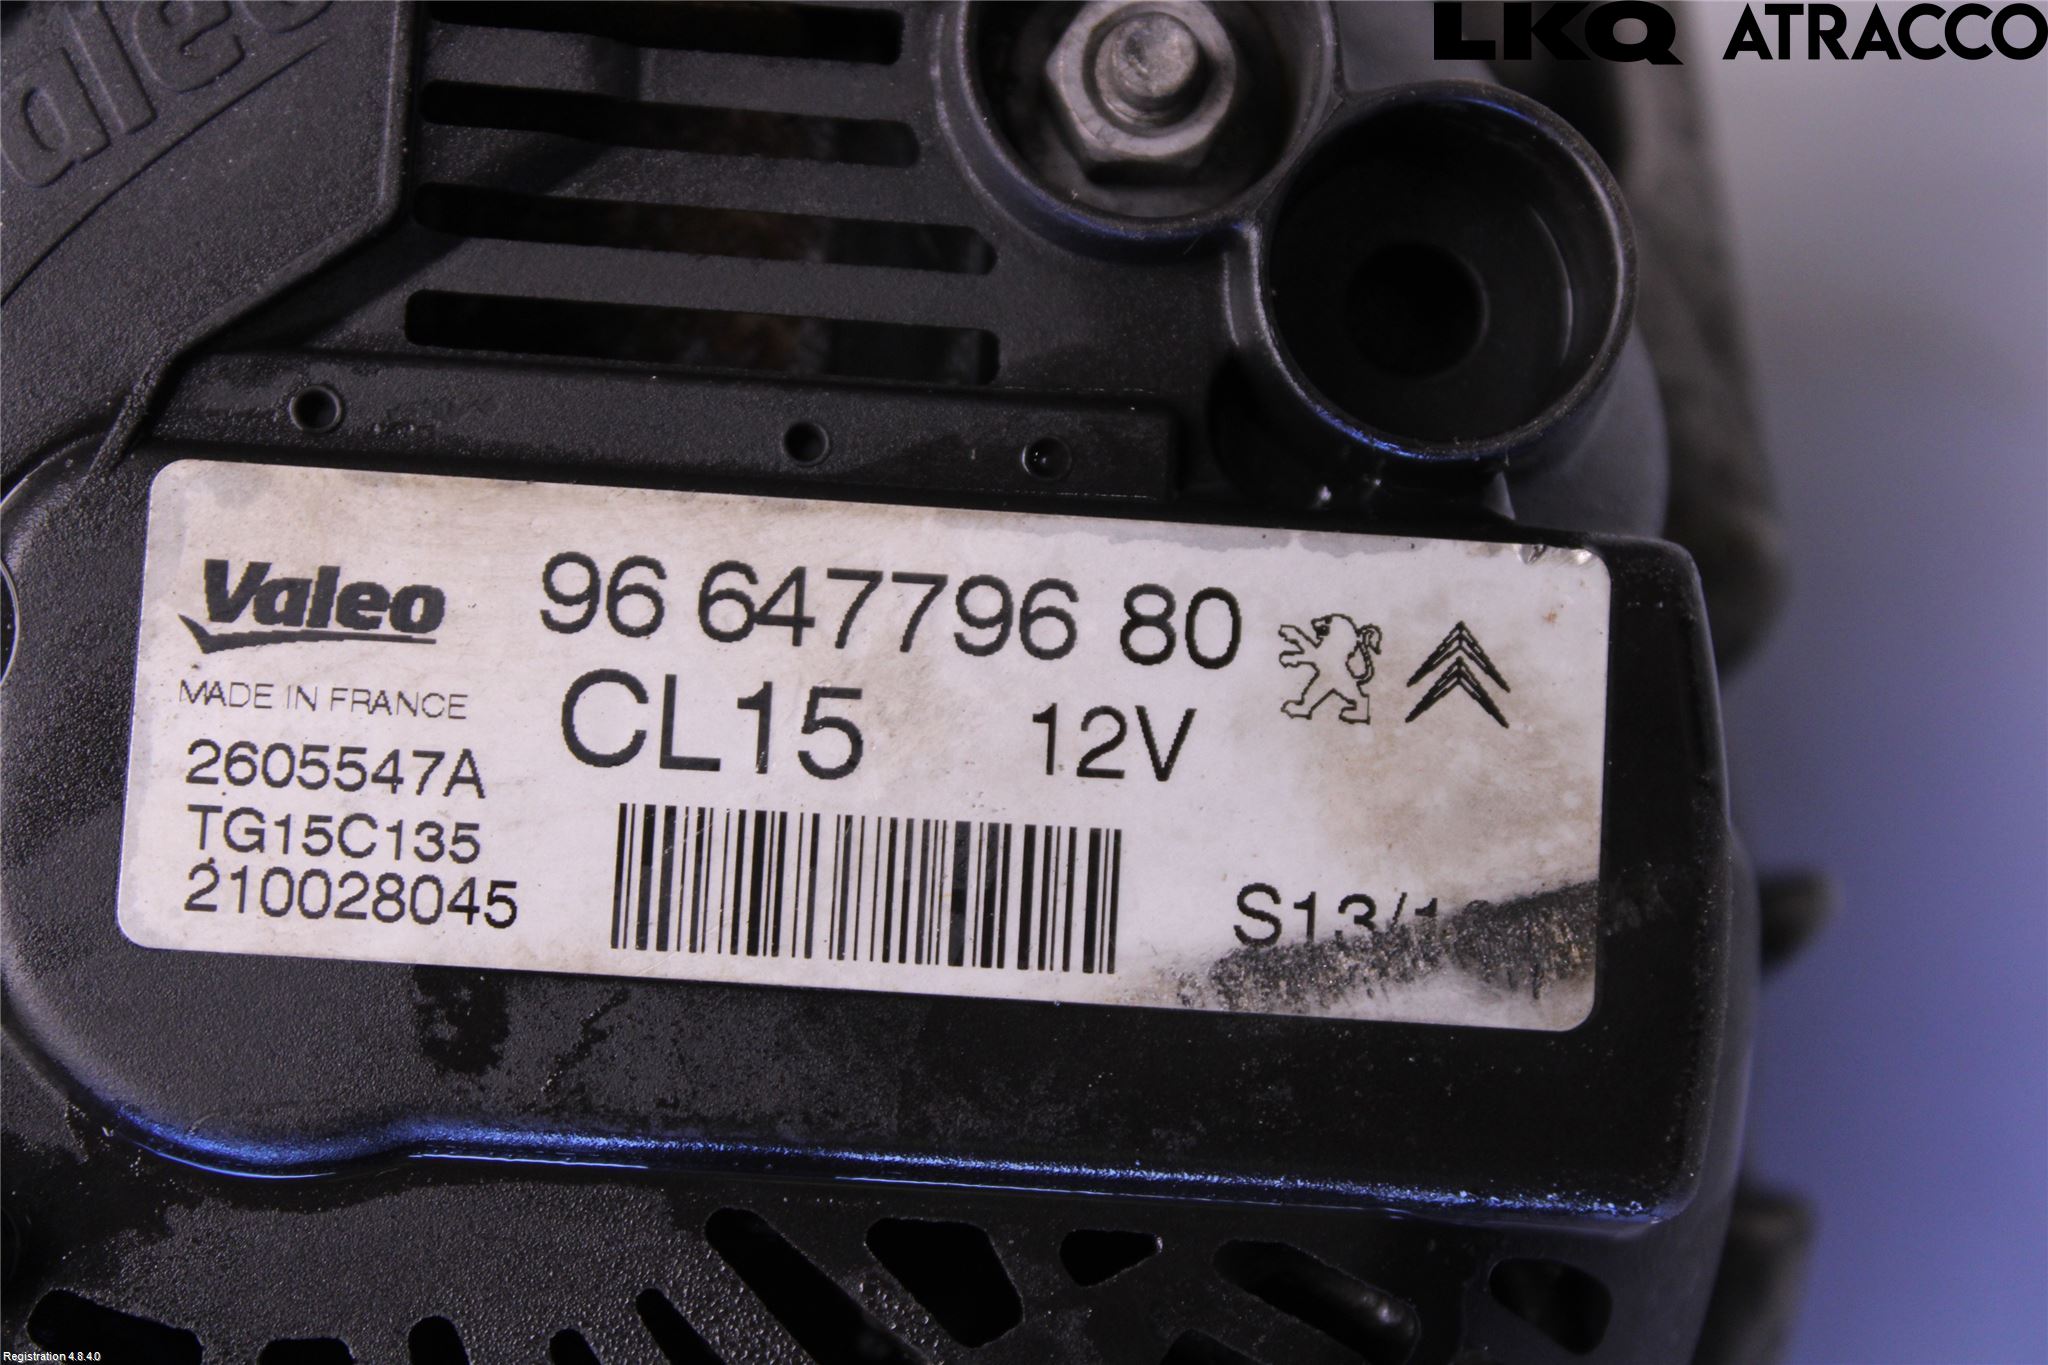 LKQ ATRACCO
Valeo
96 647796 80
MADE IN FRANCE
CL15 12V
2605547A
TG15C135
210028045
Registration 4.8.4.0